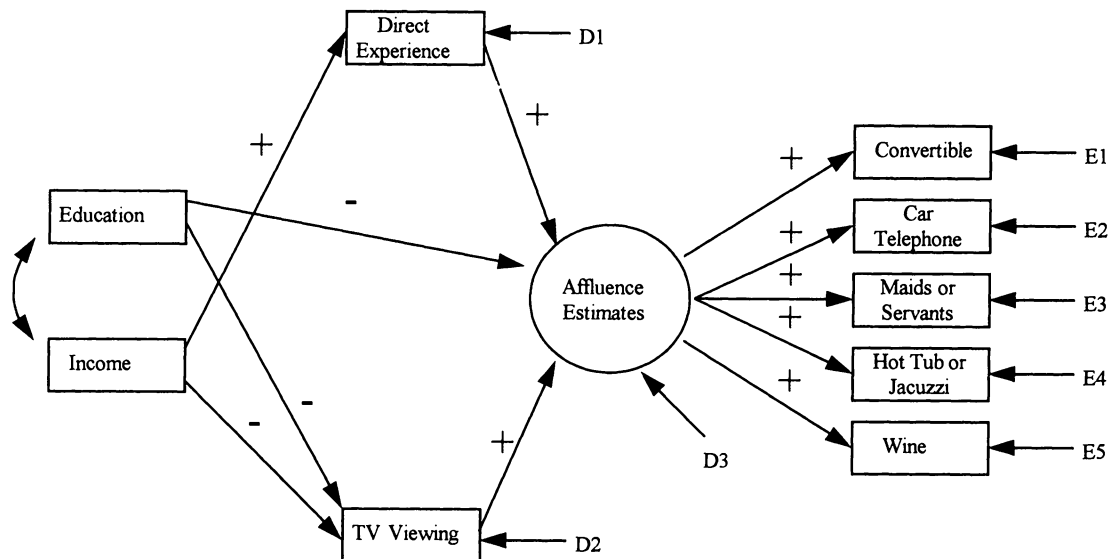 Direct
Experience
D1
+
+
Education
-
Income
-
-
TV Viewing
D2
+
Affluence
Estimates
D3
+
Convertible
E1
+
Car
Telephone
E2
+
Maids or
Servants
E3
+
Hot Tub or
Jacuzzi
E4
+
Wine
E5